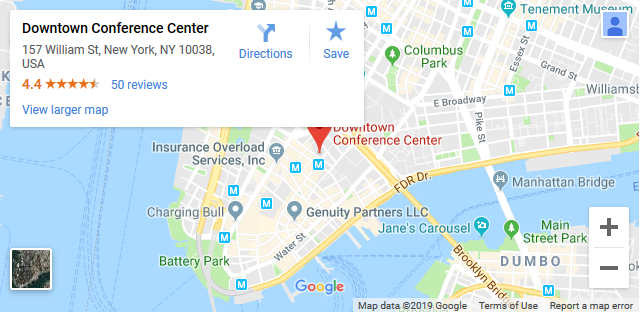 Downtown Conference Center
157 William St, New York, NY 10038,
USA
4.4 50 reviews
View larger map
Directions
Save
Tenement Museum
Columbus
Park
Essex St
Grand St
Williamsb
E Broadway
Pike St
Downtown
Conference Center
Insurance Overload
Services, Inc
M
M
M
M
M
M
FDR Dr.
Manhattan Bridge
Charging Bull
Genuity Partners LLC
Jane's Carousel
Main
Street Park
Water St
Battery Park
DUMBO
Brooklyn Bridg
Google
+
−
Map data ©2019 Google Terms of Use Report a map error